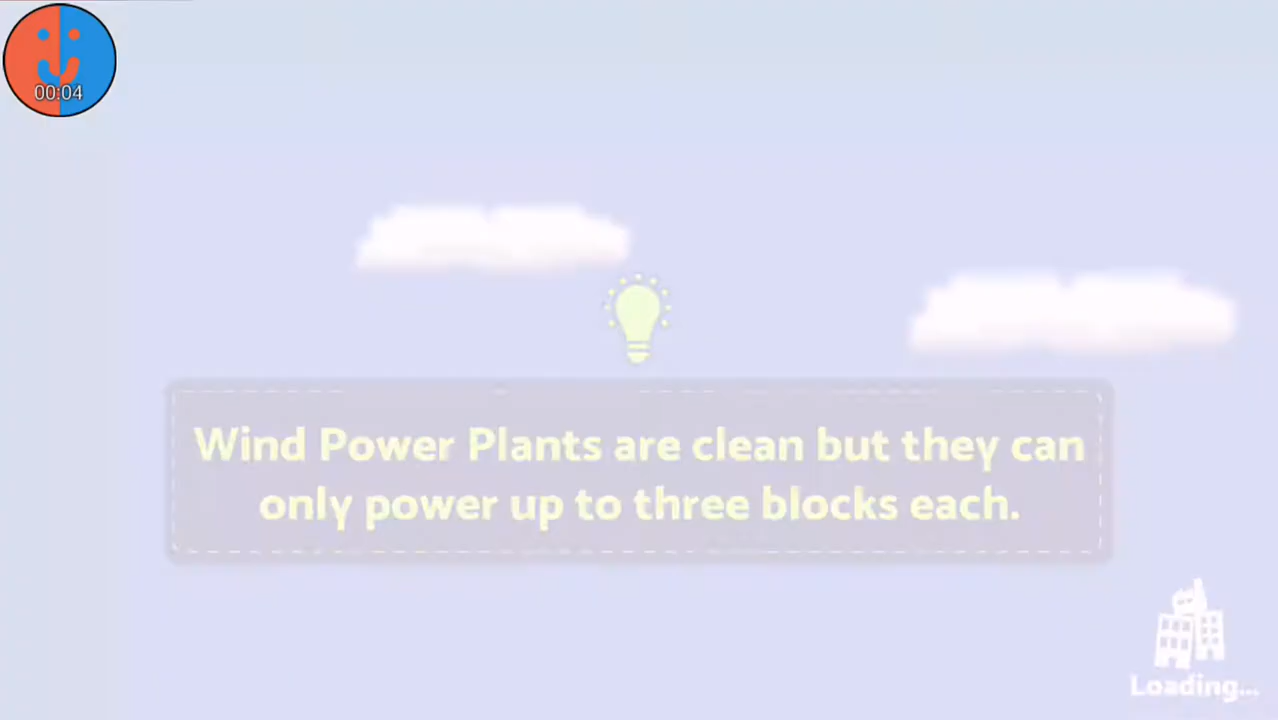 00:04
Wind Power Plants are clean but they can
only power up to three blocks each.
Loading...